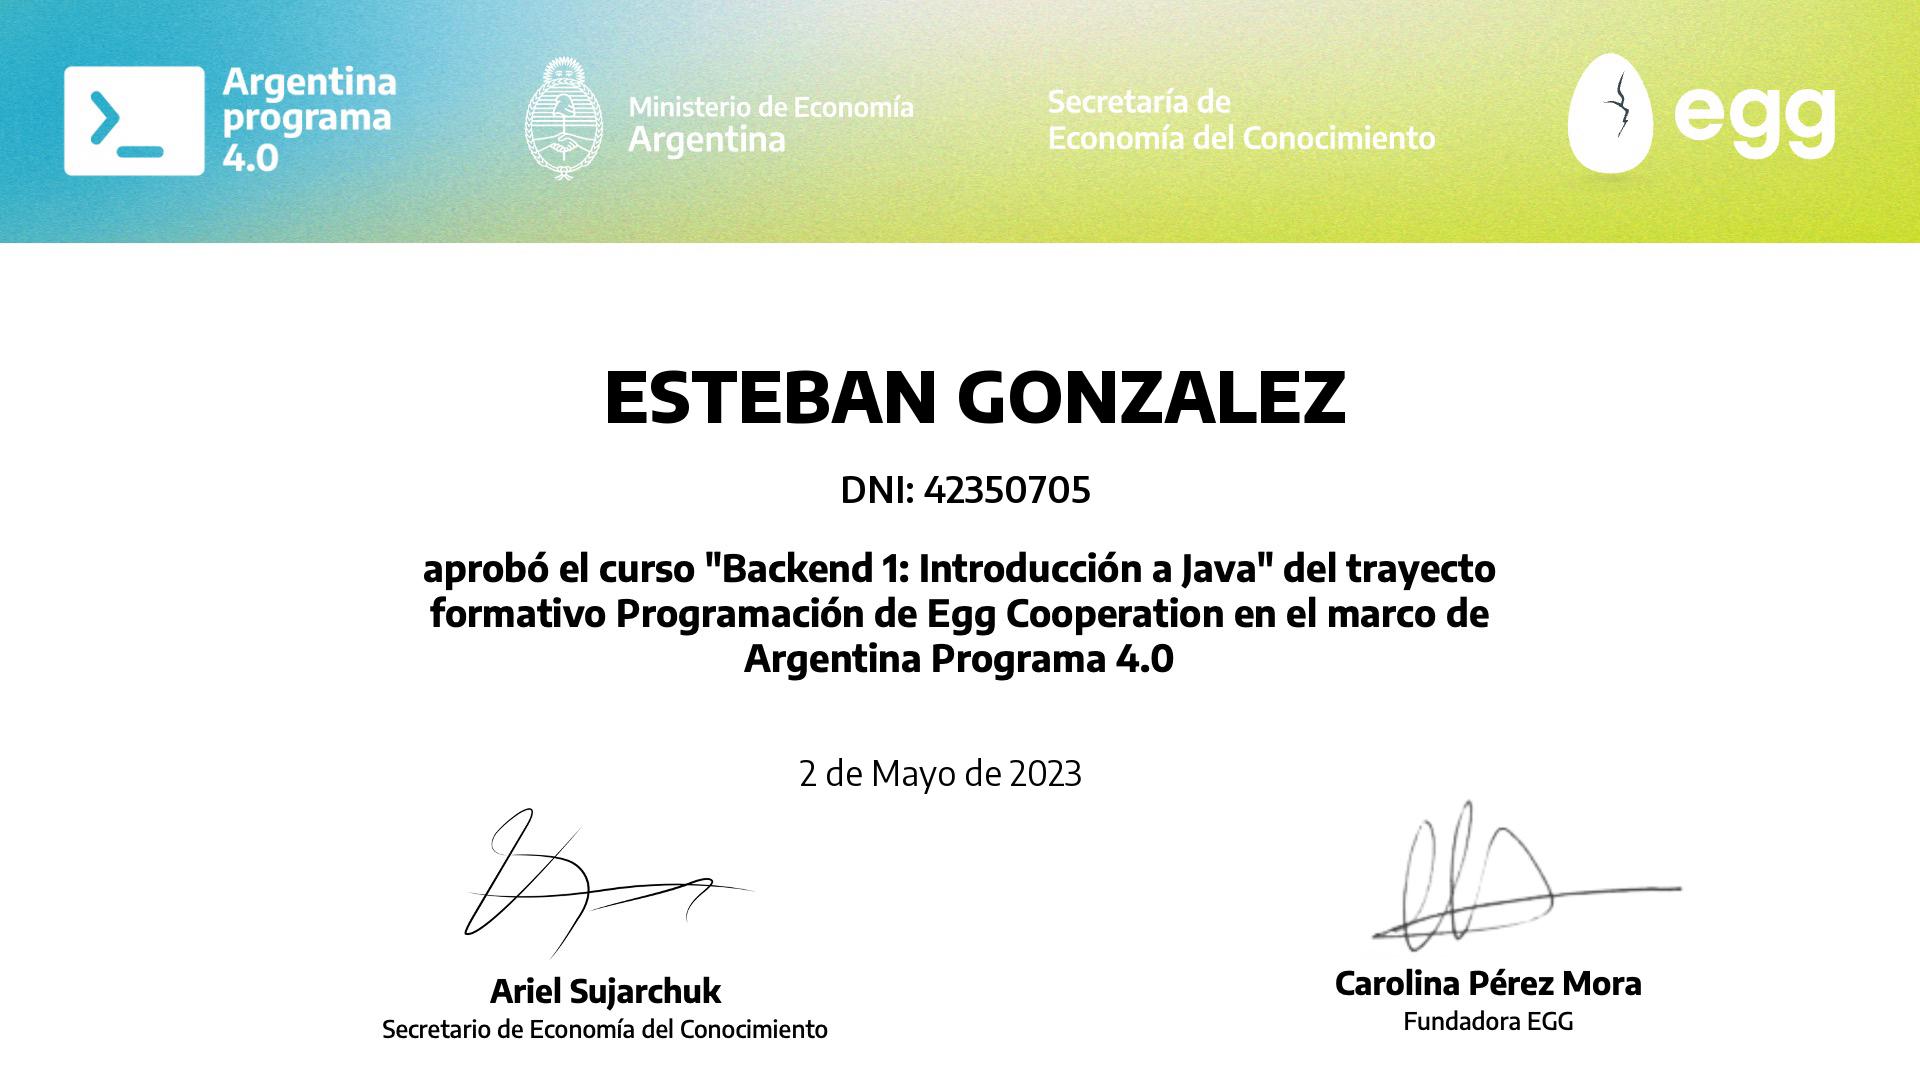 Argentina
programa
4.0
Ministerio de Economía
Argentina
Secretaría de
Economía del Conocimiento
egg
ESTEBAN GONZALEZ
DNI: 42350705
aprobó el curso "Backend 1: Introducción a Java" del trayecto
formativo Programación de Egg Cooperation en el marco de
Argentina Programa 4.0
2 de Mayo de 2023
Ariel Sujarchuk
Secretario de Economía del Conocimiento
Carolina Pérez Mora
Fundadora EGG